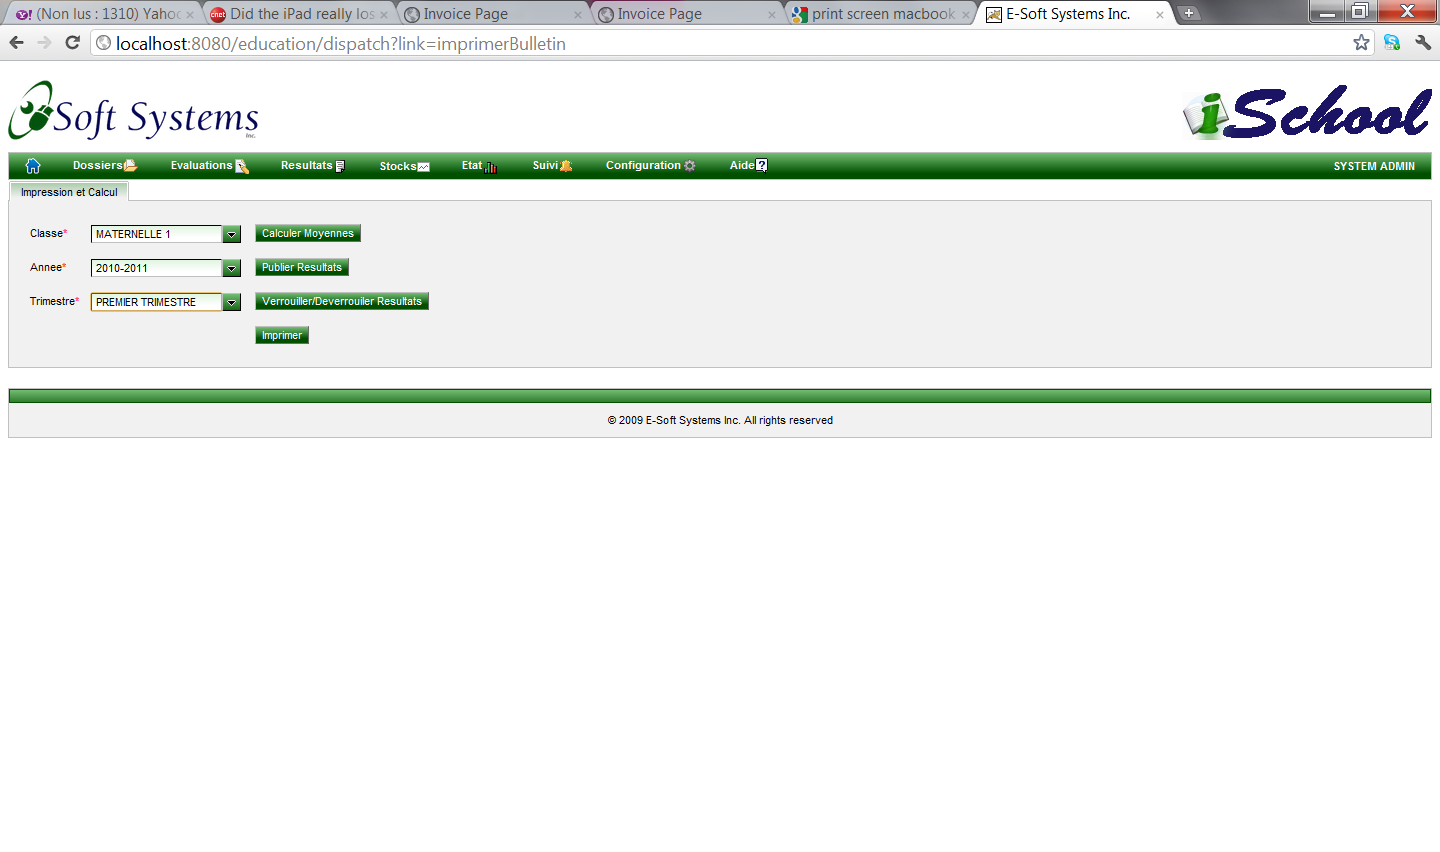 (Non lus : 1310) Yahoo
Did the iPad really los
Invoice Page
Invoice Page
print screen macbook
E-Soft Systems Inc.
localhost:8080/education/dispatch?link=imprimerBulletin
Soft Systems
Inc.
iSchool
Dossiers Evaluations Resultats Stocks Etat Suivi Configuration Aide SYSTEM ADMIN
Impression et Calcul
Classe* MATERNELLE 1 Calculer Moyennes
Annee* 2010-2011 Publier Resultats
Trimestre* PREMIER TRIMESTRE Verrouiller/Deverrouiler Resultats
Imprimer
© 2009 E-Soft Systems Inc. All rights reserved